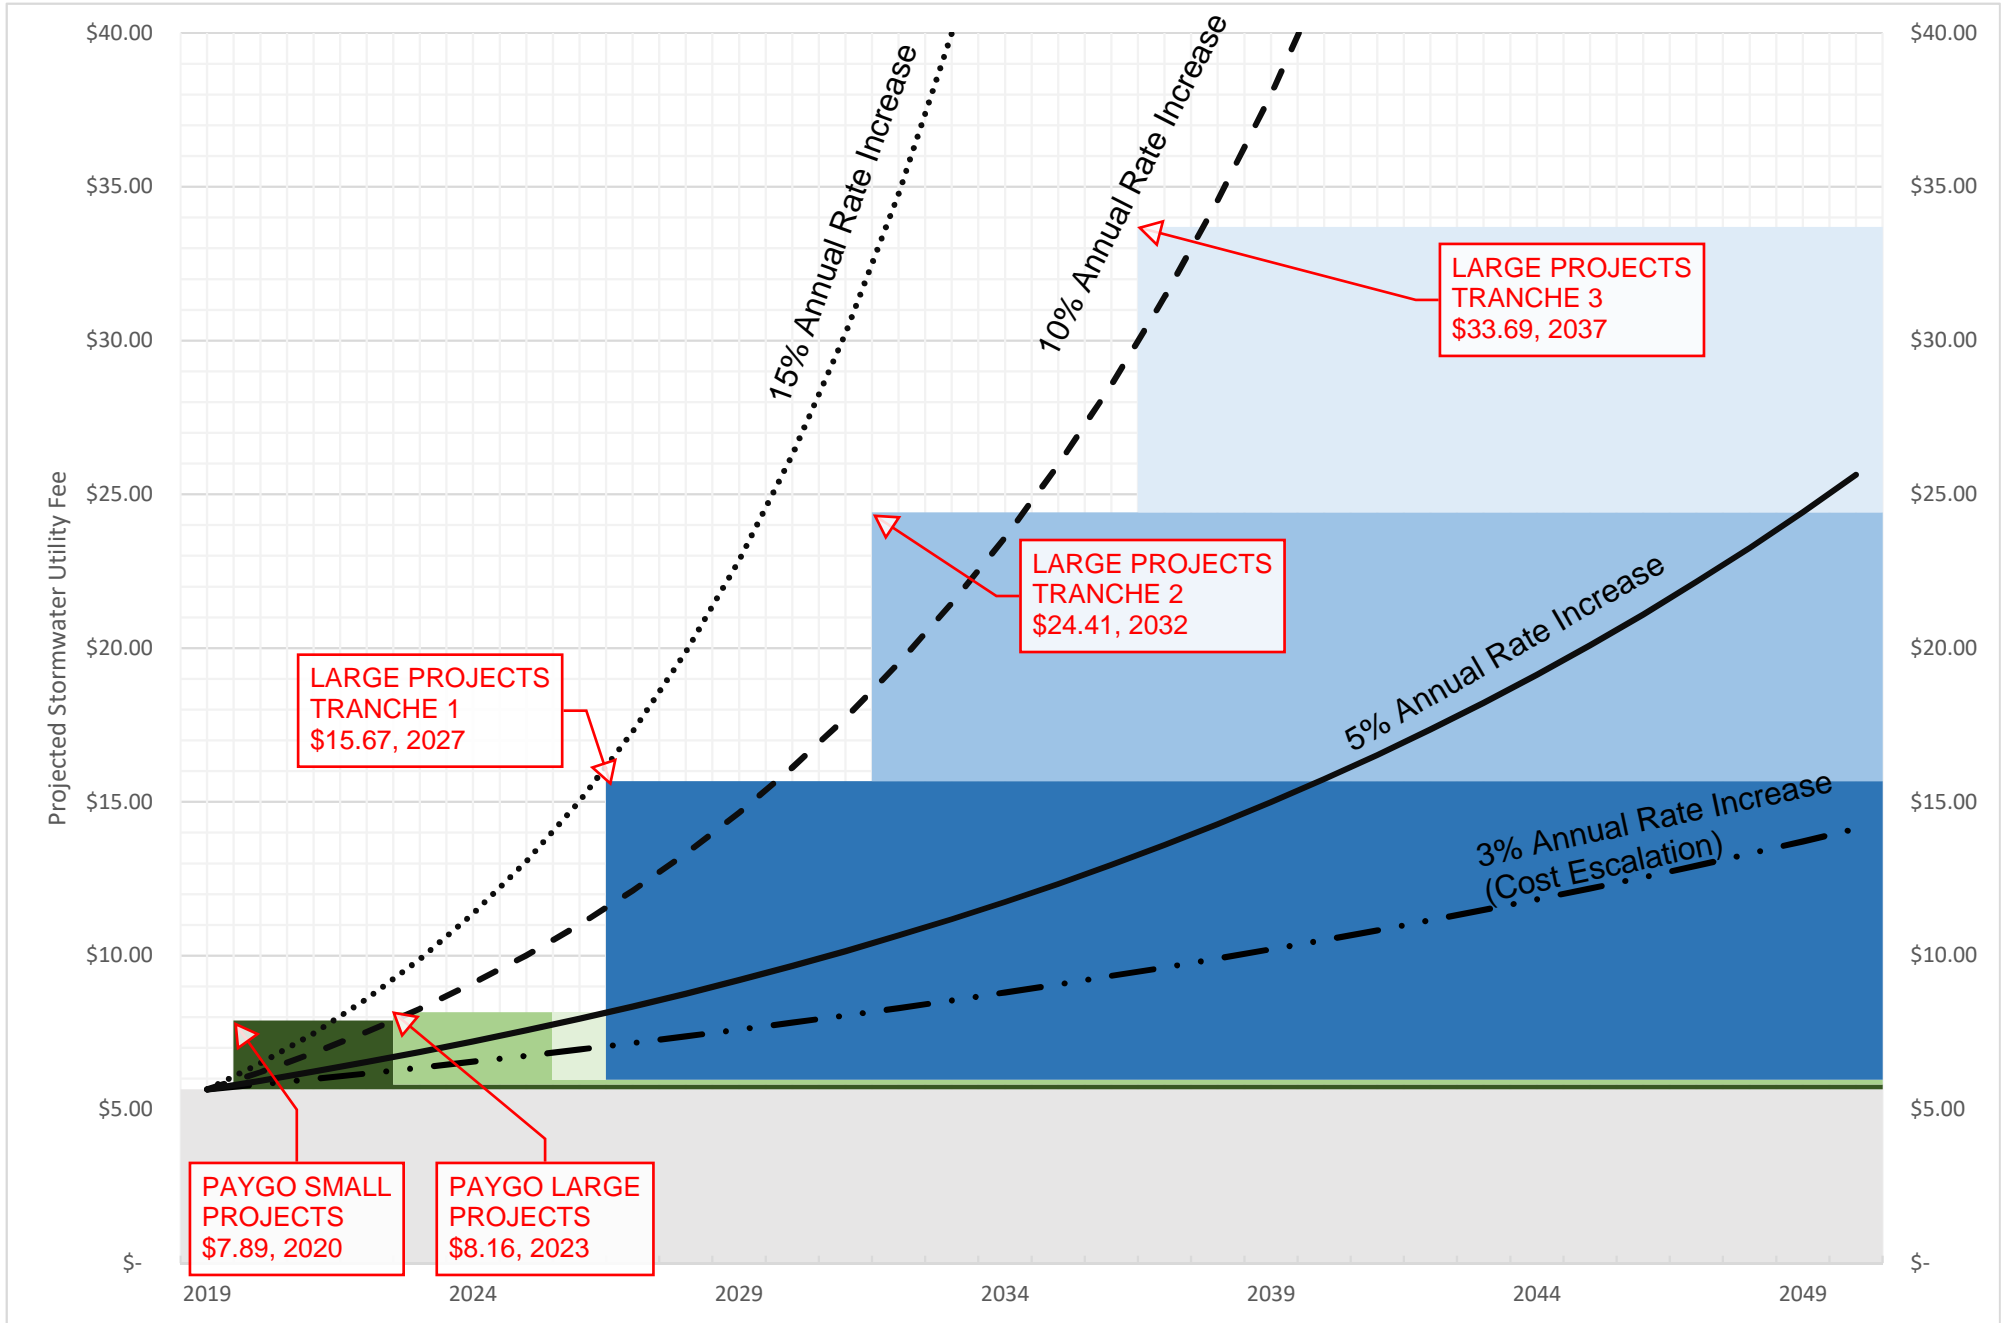 $40.00
$35.00
$30.00
$25.00
$20.00
$15.00
$10.00
$5.00
$-
Projected Stormwater Utility Fee
15% Annual Rate Increase
10% Annual Rate Increase
5% Annual Rate Increase
3% Annual Rate Increase
(Cost Escalation)
LARGE PROJECTS
TRANCHE 3
$33.69, 2037
LARGE PROJECTS
TRANCHE 2
$24.41, 2032
LARGE PROJECTS
TRANCHE 1
$15.67, 2027
PAYGO SMALL
PROJECTS
$7.89, 2020
PAYGO LARGE
PROJECTS
$8.16, 2023
$40.00
$35.00
$30.00
$25.00
$20.00
$15.00
$10.00
$5.00
$-
2019
2024
2029
2034
2039
2044
2049